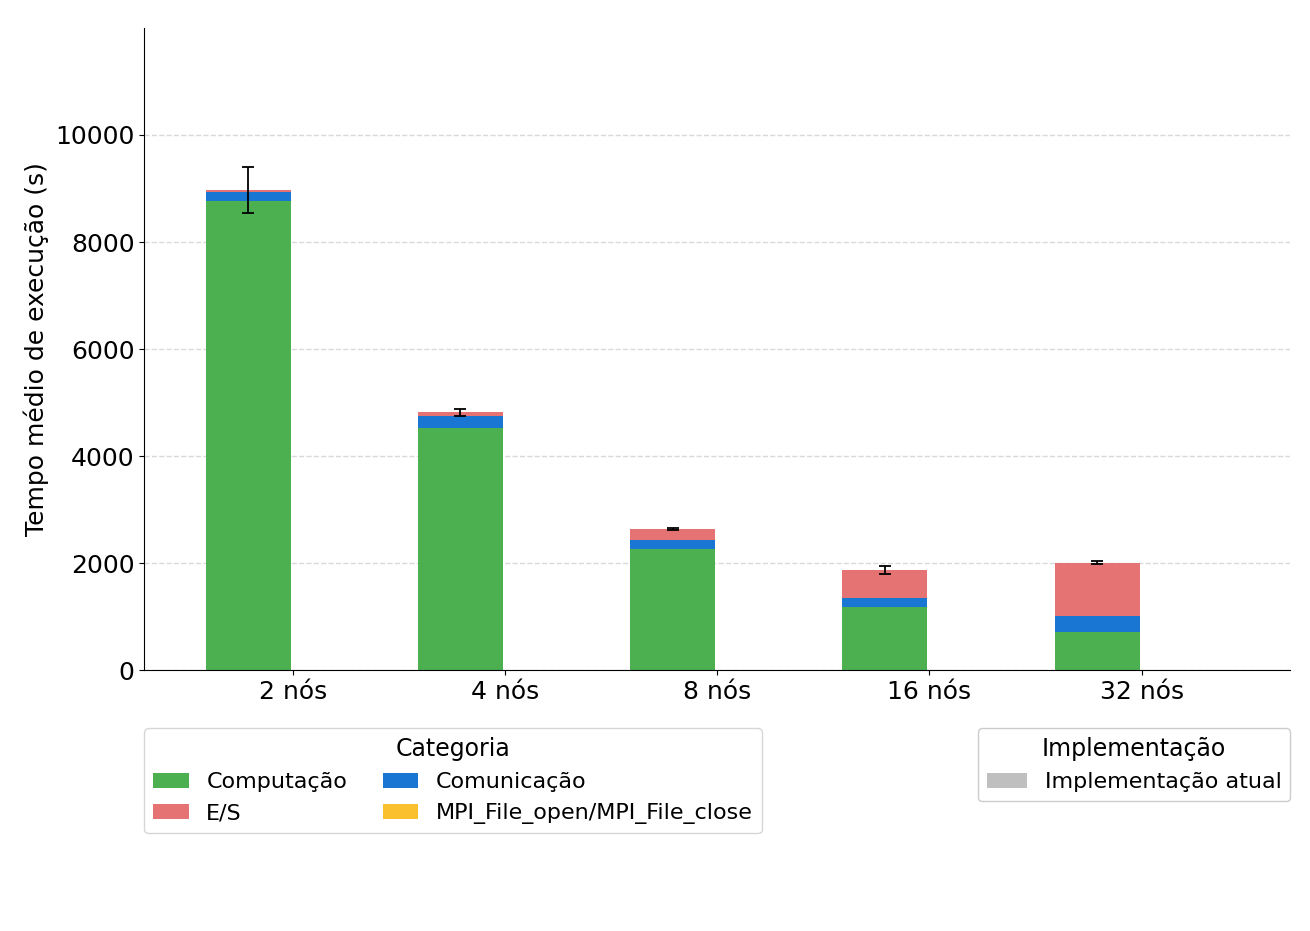 Tempo médio de execução (s)
10000
8000
6000
4000
2000
0
2 nós
4 nós
8 nós
16 nós
32 nós
Categoria
Computação
Comunicação
E/S
MPI_File_open/MPI_File_close
Implementação
Implementação atual